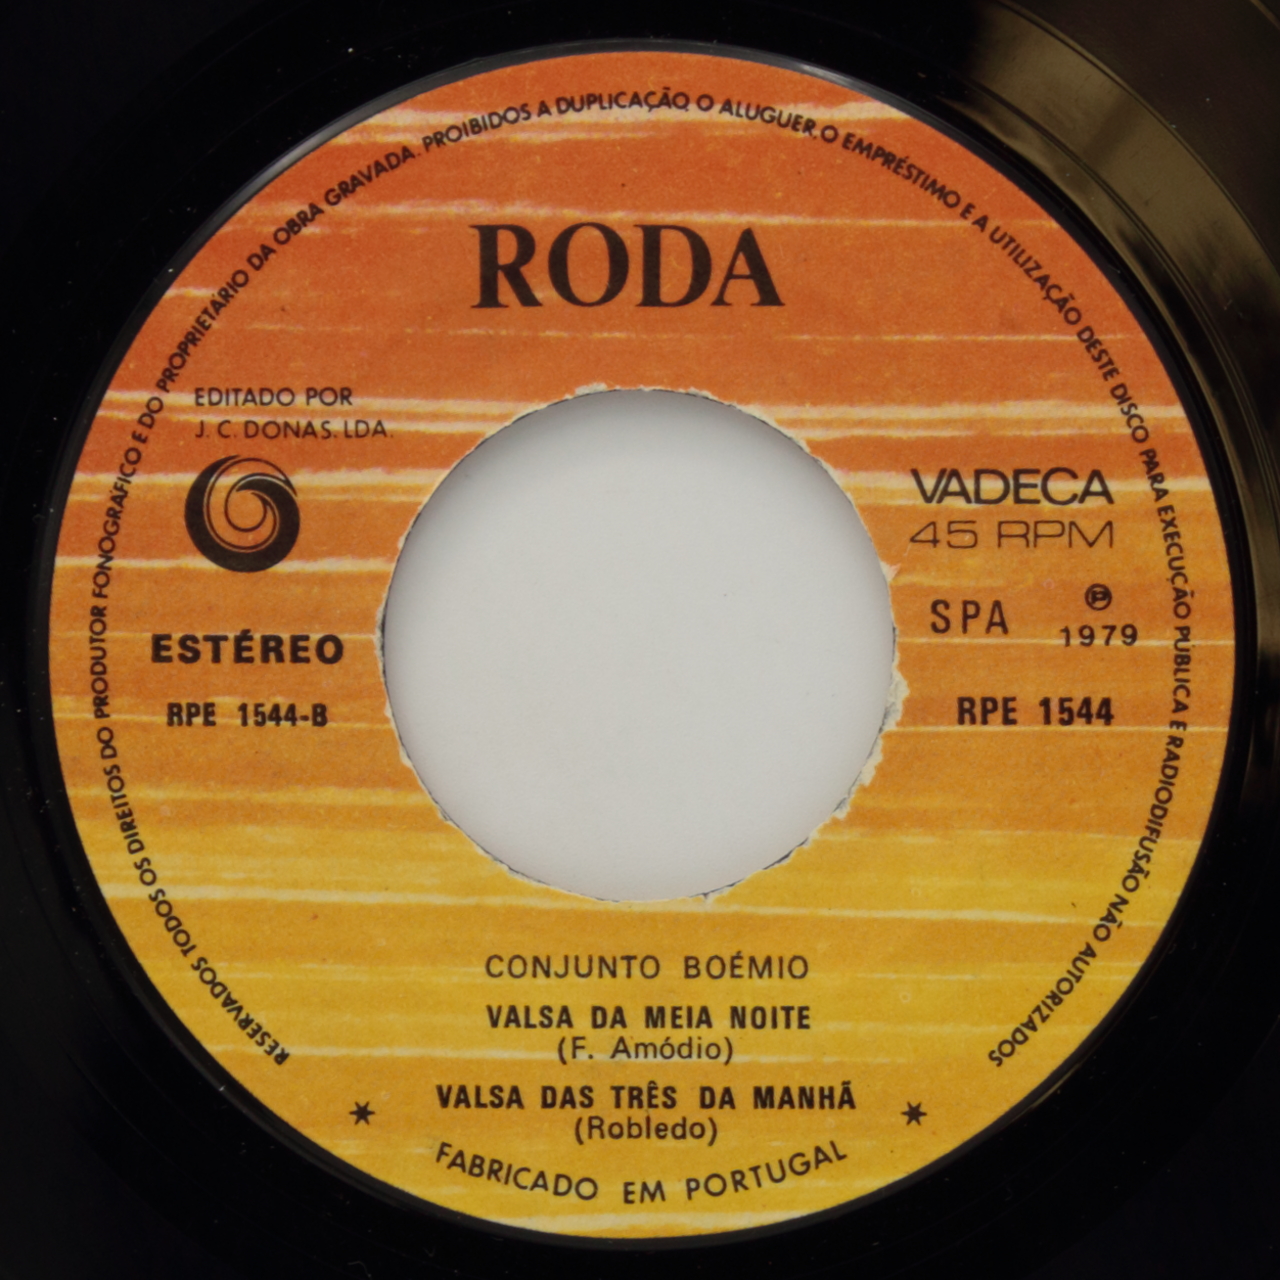 RESERVADOS TODOS OS DIREITOS DO PRODUTOR FONOGRÁFICO E DO PROPRIETÁRIO DA OBRA GRAVADA. PROIBIDOS A DUPLICAÇÃO, O ALUGUER, O EMPRÉSTIMO E A UTILIZAÇÃO DESTE DISCO PARA EXECUÇÃO PÚBLICA E RADIODIFUSÃO NÃO AUTORIZADOS
RODA
EDITADO POR
J. C. DONAS. LDA.
VADECA
45 RPM
SPA
℗
1979
ESTÉREO
RPE 1544-B
RPE 1544
CONJUNTO BOÉMIO
VALSA DA MEIA NOITE
(F. Amódio)
VALSA DAS TRÊS DA MANHÃ
(Robledo)
FABRICADO EM PORTUGAL